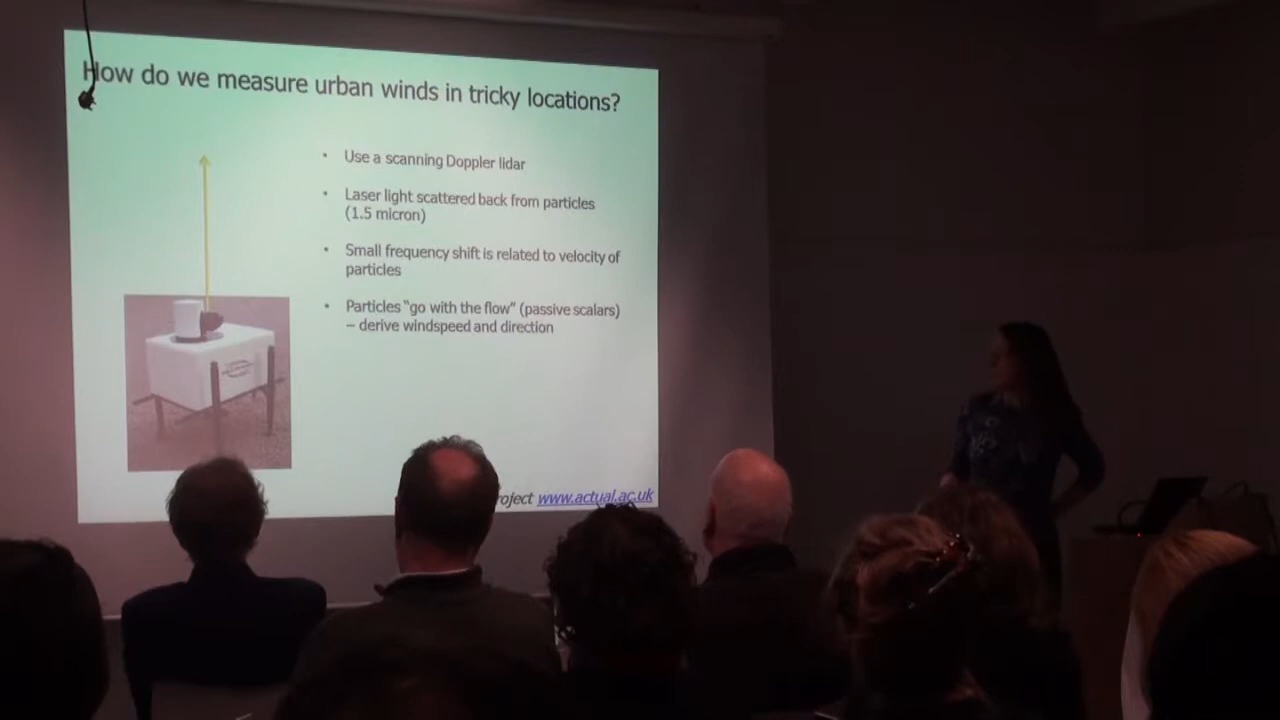 How do we measure urban winds in tricky locations?
• Use a scanning Doppler lidar
• Laser light scattered back from particles
(1.5 micron)
• Small frequency shift is related to velocity of
particles
• Particles “go with the flow” (passive scalars)
– derive windspeed and direction
www.actual.ac.uk